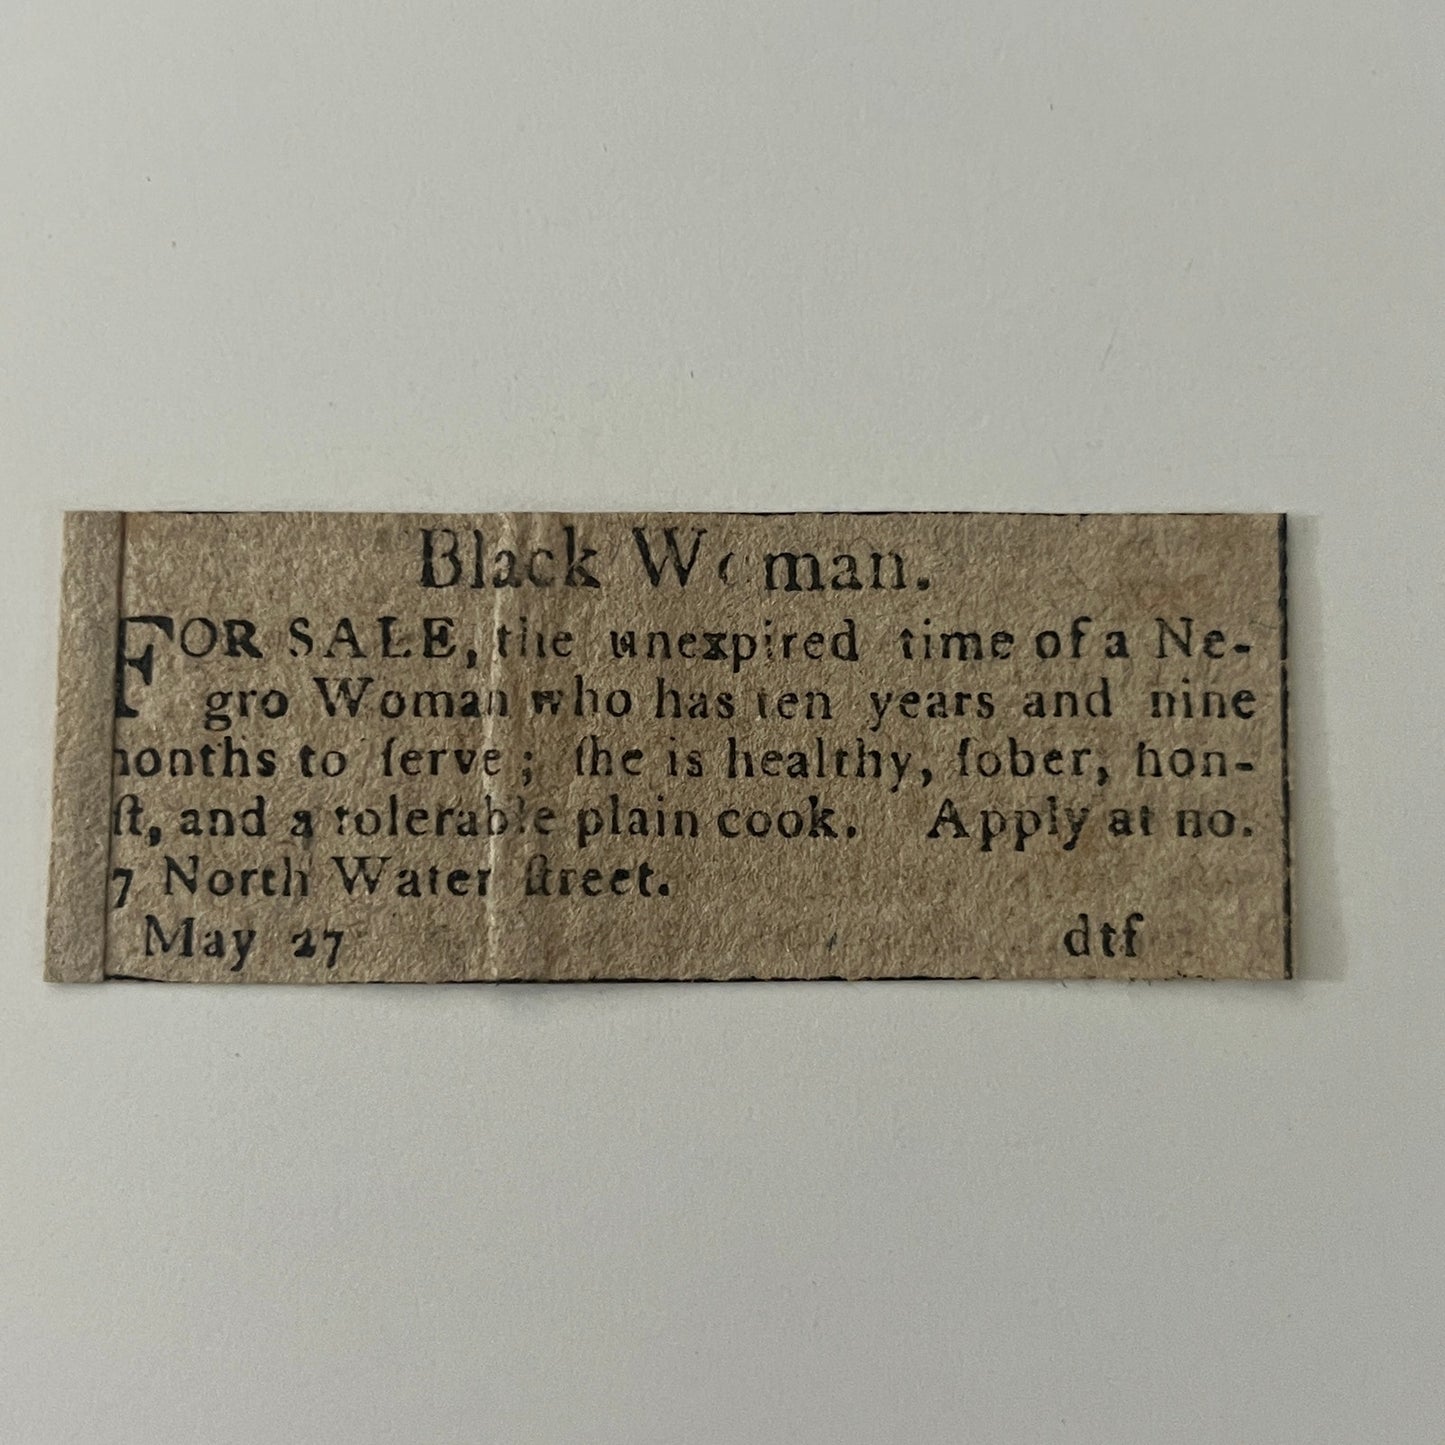 Black Woman.
FOR SALE, the unexpired time of a Ne-
gro Woman who has ten years and nine
onths to ſerve; ſhe is healthy, ſober, hon-
ſt, and a tolerable plain cook. Apply at no.
7 North Water ſtreet.
May 27 dtf